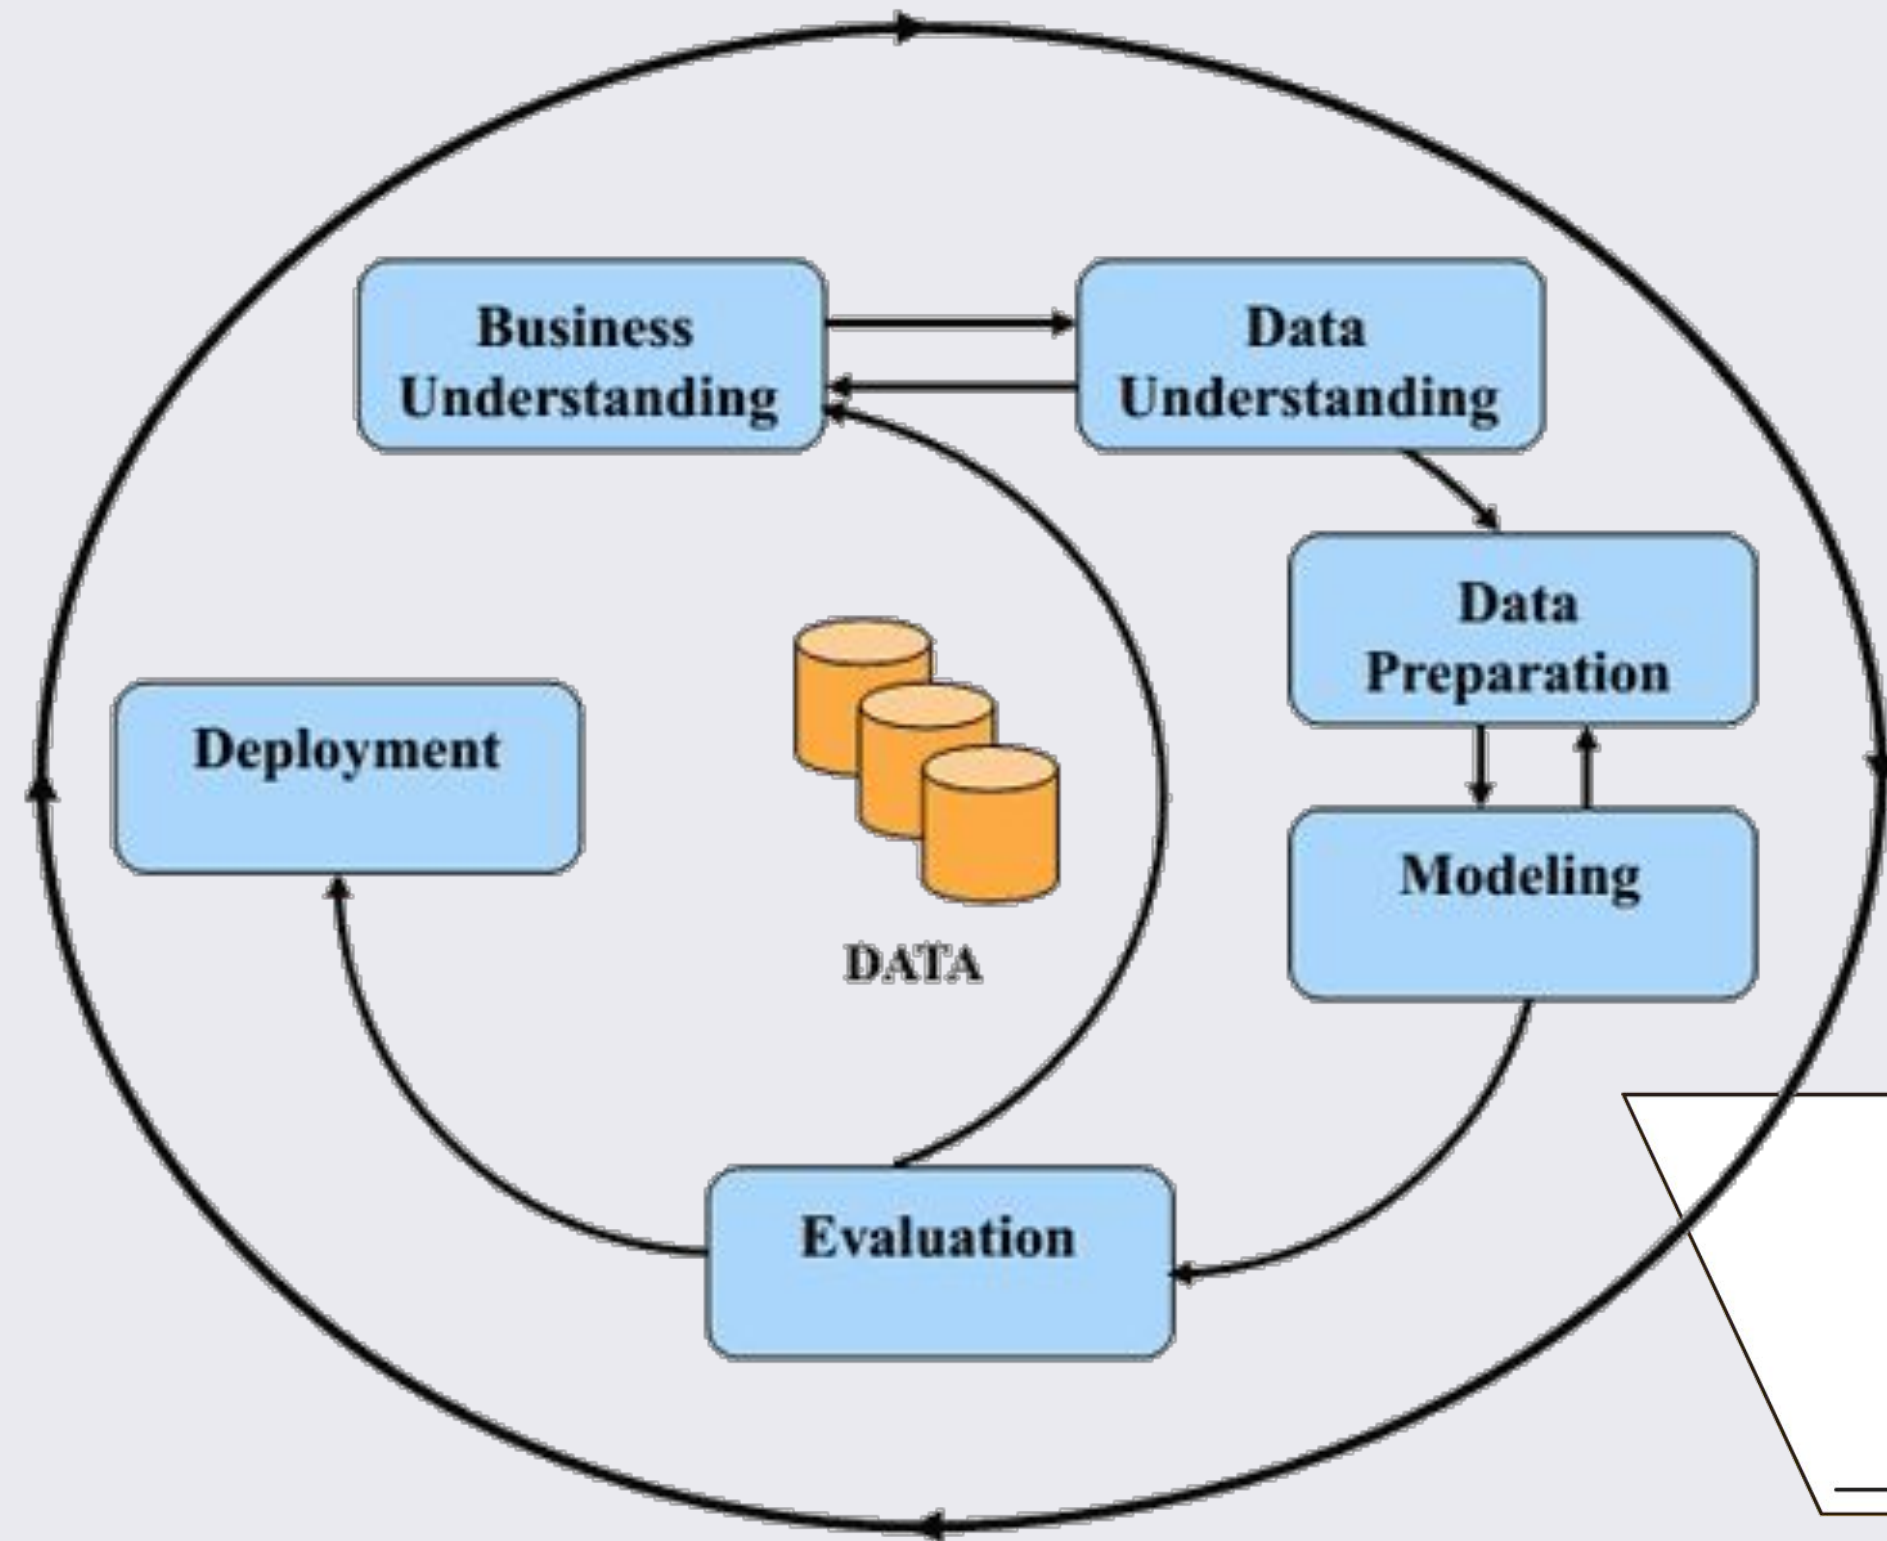 Business
Understanding
Data
Understanding
Data
Preparation
Deployment
Modeling
DATA
Evaluation